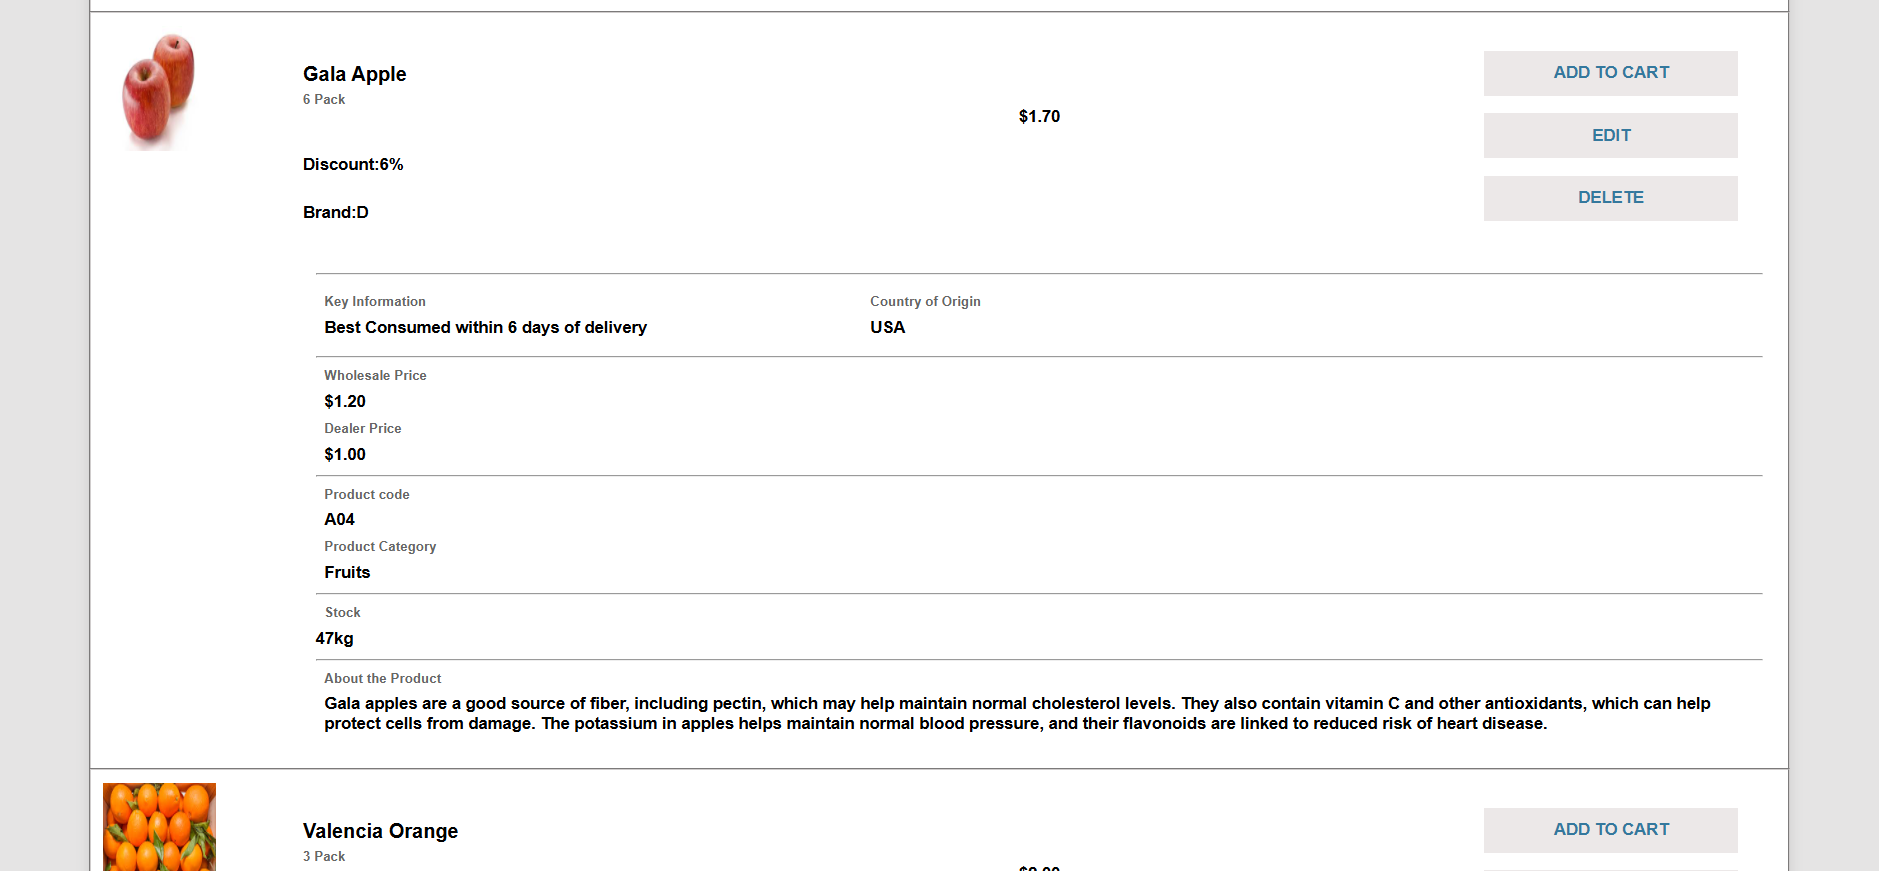 Gala Apple
6 Pack
$1.70
Discount:6%
Brand:D
ADD TO CART
EDIT
DELETE
Key Information
Best Consumed within 6 days of delivery
Country of Origin
USA
Wholesale Price
$1.20
Dealer Price
$1.00
Product code
A04
Product Category
Fruits
Stock
47kg
About the Product
Gala apples are a good source of fiber, including pectin, which may help maintain normal cholesterol levels. They also contain vitamin C and other antioxidants, which can help
protect cells from damage. The potassium in apples helps maintain normal blood pressure, and their flavonoids are linked to reduced risk of heart disease.
Valencia Orange
3 Pack
ADD TO CART